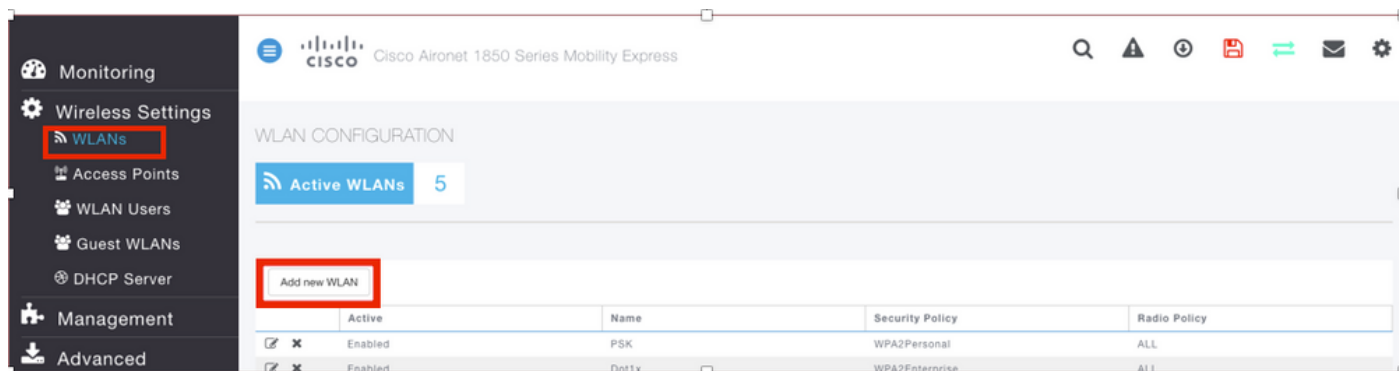 CISCO Cisco Aironet 1850 Series Mobility Express
Monitoring
Wireless Settings
WLANs
Access Points
WLAN Users
Guest WLANs
DHCP Server
Management
Advanced
WLAN CONFIGURATION
Active WLANs 5
Add new WLAN
Active Name Security Policy Radio Policy
Enabled PSK WPA2Personal ALL
Enabled Dot1x WPA2Enterprise ALL